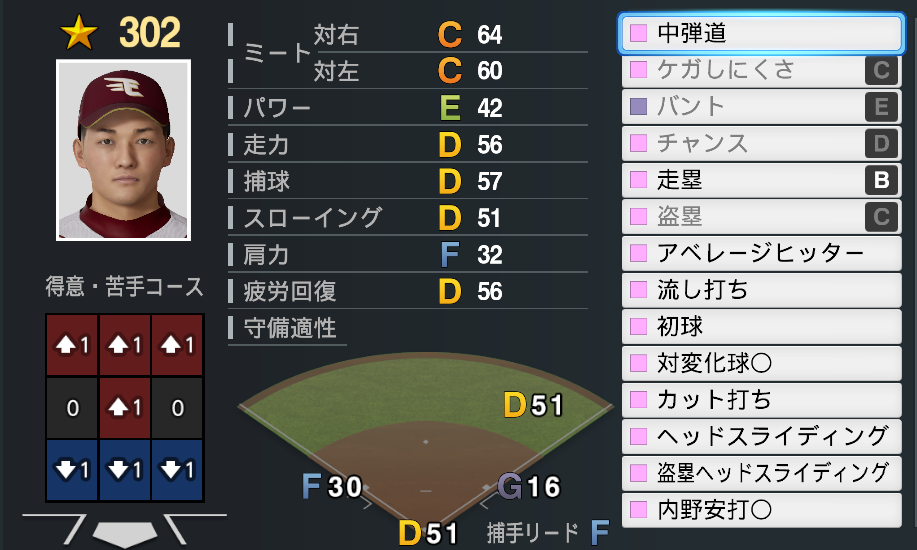 302
得意・苦手コース
↑1 ↑1 ↑1
0 ↑1 0
↓1 ↓1 ↓1
ミート 対右 C 64
対左 C 60
パワー E 42
走力 D 56
捕球 D 57
スローイング D 51
肩力 F 32
疲労回復 D 56
守備適性
D 51
F 30
G 16
D 51
捕手リード F
中弾道
ケガしにくさ C
バント E
チャンス D
走塁 B
盗塁 C
アベレージヒッター
流し打ち
初球
対変化球〇
カット打ち
ヘッドスライディング
盗塁ヘッドスライディング
内野安打〇